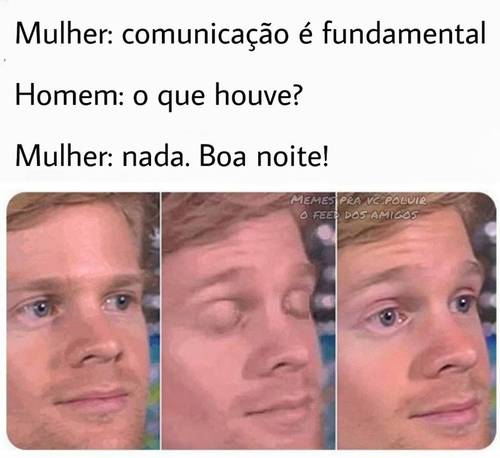 Mulher: comunicação é fundamental
Homem: o que houve?
Mulher: nada. Boa noite!
MEMES PRA VC POLUIR
O FEED DOS AMIGOS